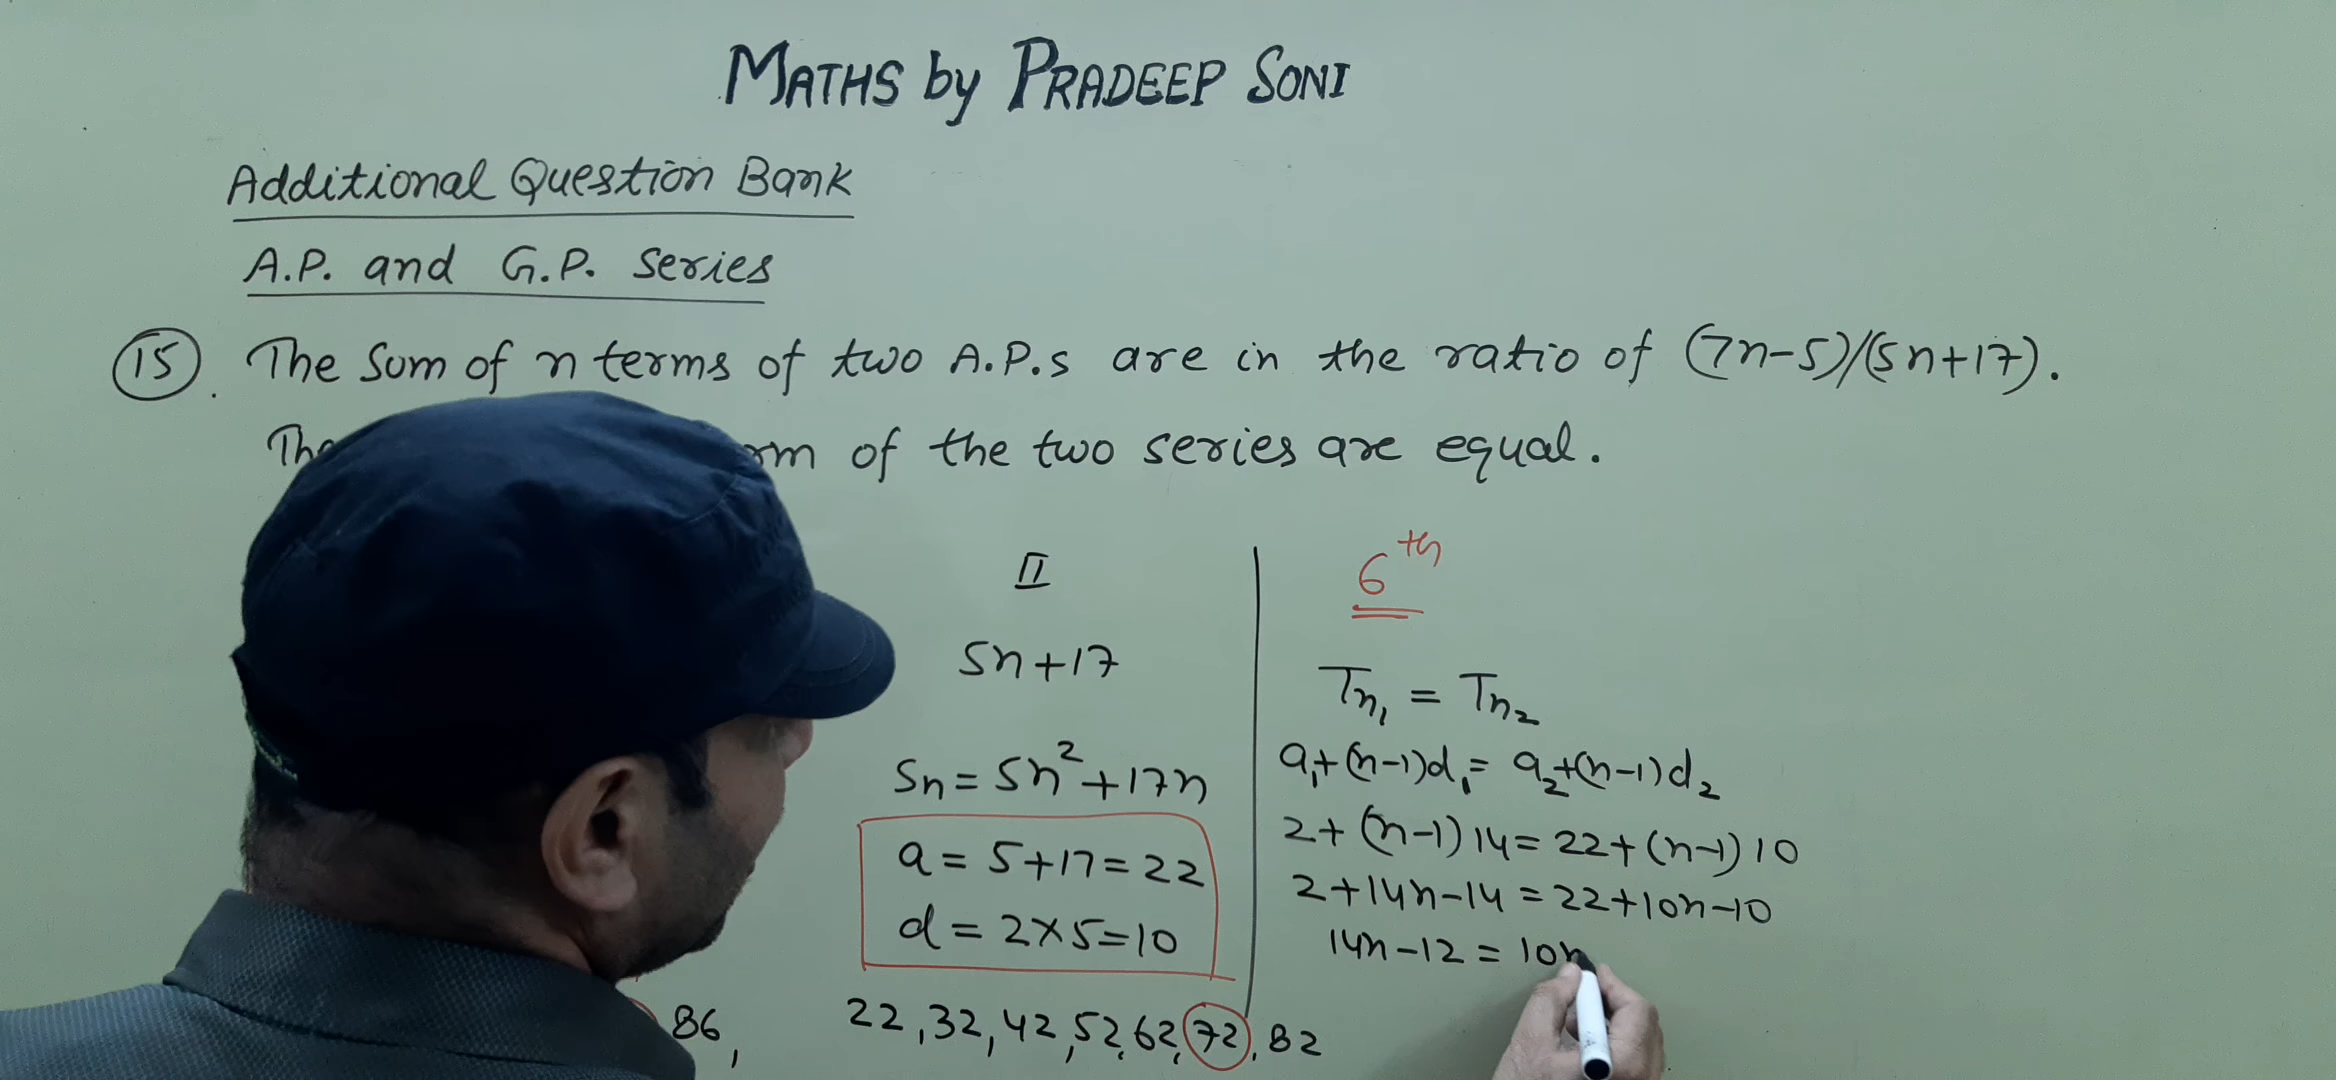 MATHS by PRADEEP SONI
Additional Question Bank
A.P. and G.P. Series
15. The Sum of n terms of two A.P.s are in the ratio of (7n-5)/(5n+17).
of the two series are equal.
II
5n+17
Sn = 5n²+17n
a = 5+17=22
d = 2×5=10
86,
22,32,42,52,62,72,82
6th
Tn₁ = Tn₂
a₁+(n-1)d₁= a₂+(n-1)d₂
2+(n-1)14=22+(n-1)10
2+14n-14=22+10n-10
14n-12 = 10n